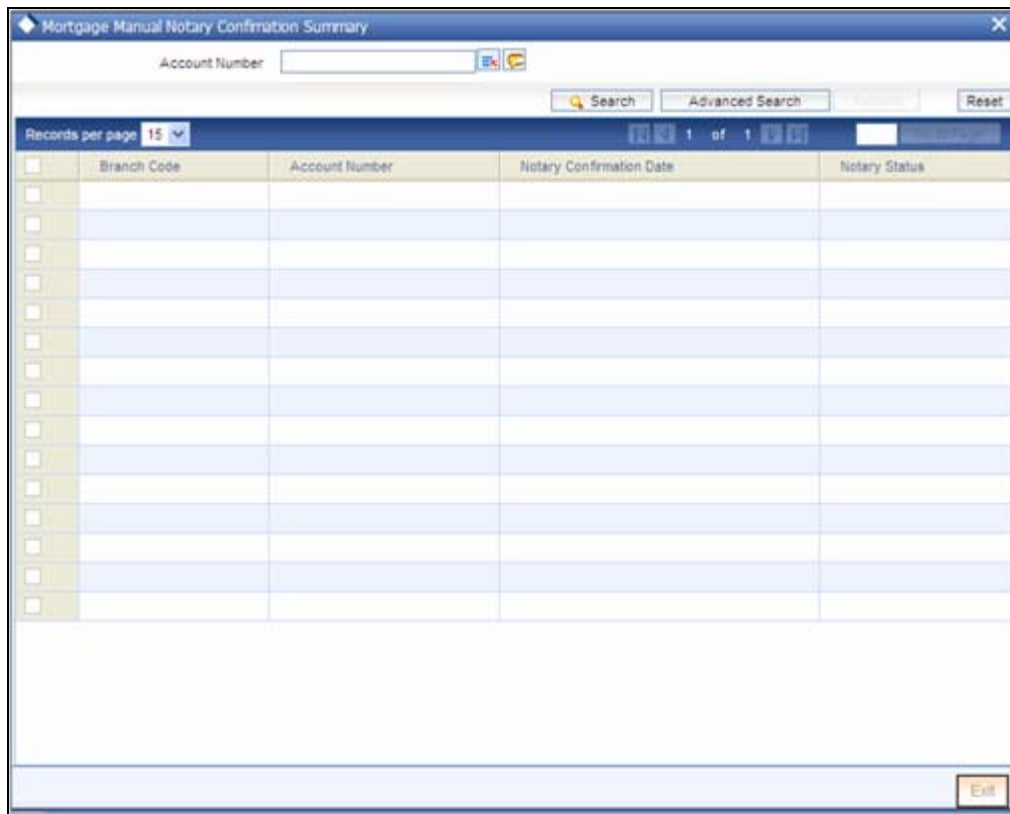 Mortgage Manual Notary Confirmation Summary
Account Number
Search Advanced Search Reset
Records per page 15 1 of 1
Branch Code Account Number Notary Confirmation Date Notary Status
Exit